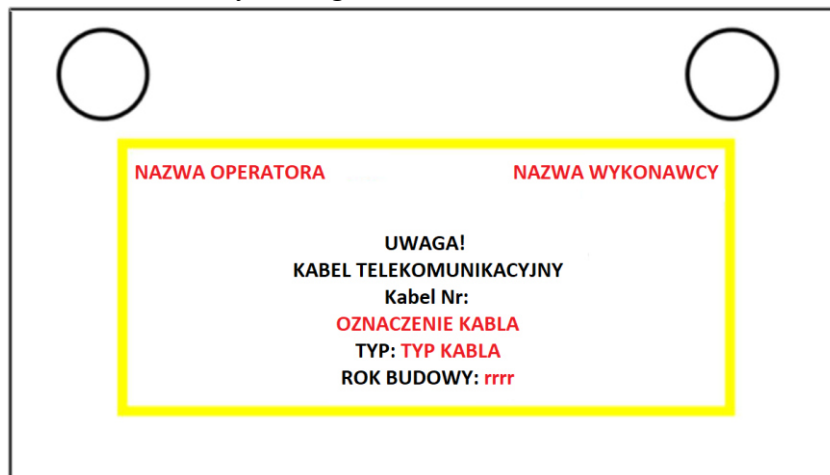 NAZWA OPERATORA NAZWA WYKONAWCY
UWAGA!
KABEL TELEKOMUNIKACYJNY
Kabel Nr:
OZNACZENIE KABLA
TYP: TYP KABLA
ROK BUDOWY: rrrr